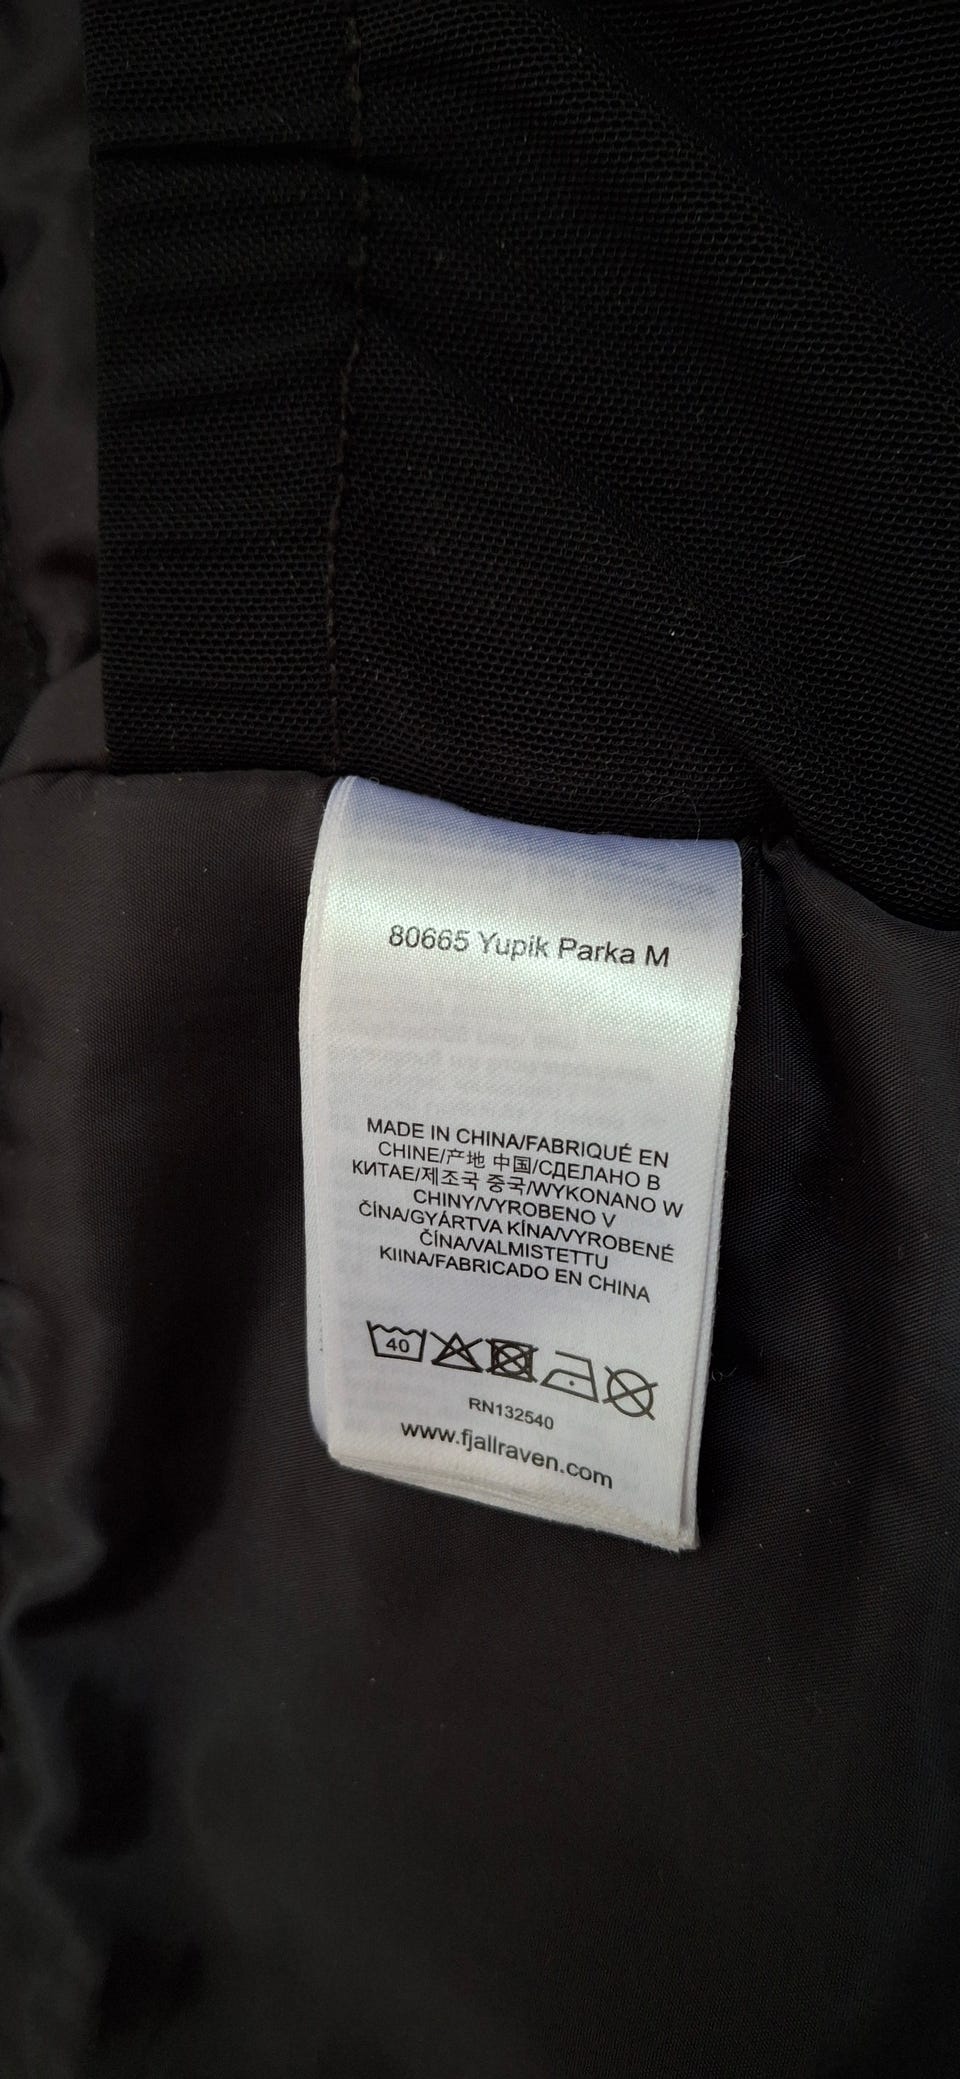 80665 Yupik Parka M
MADE IN CHINA/FABRIQUÉ EN
CHINE/产地 中国/СДЕЛАНО В
КИТАЕ/제조국 중국/WYKONANO W
CHINY/VYROBENO V
ČÍNA/GYÁRTVA KÍNA/VYROBENÉ
ČÍNA/VALMISTETTU
KIINA/FABRICADO EN CHINA
40
RN132540
www.fjallraven.com